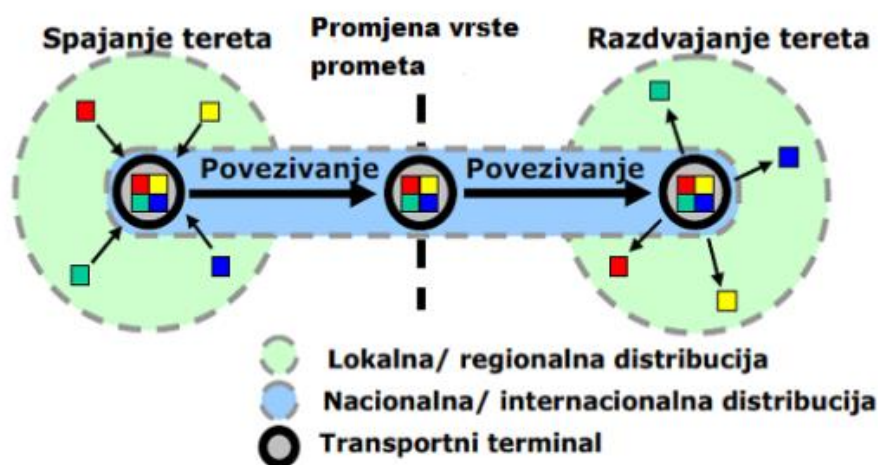 Spajanje tereta
Promjena vrste
prometa
Razdvajanje tereta
Povezivanje
Povezivanje
Lokalna/ regionalna distribucija
Nacionalna/ internacionalna distribucija
Transportni terminal